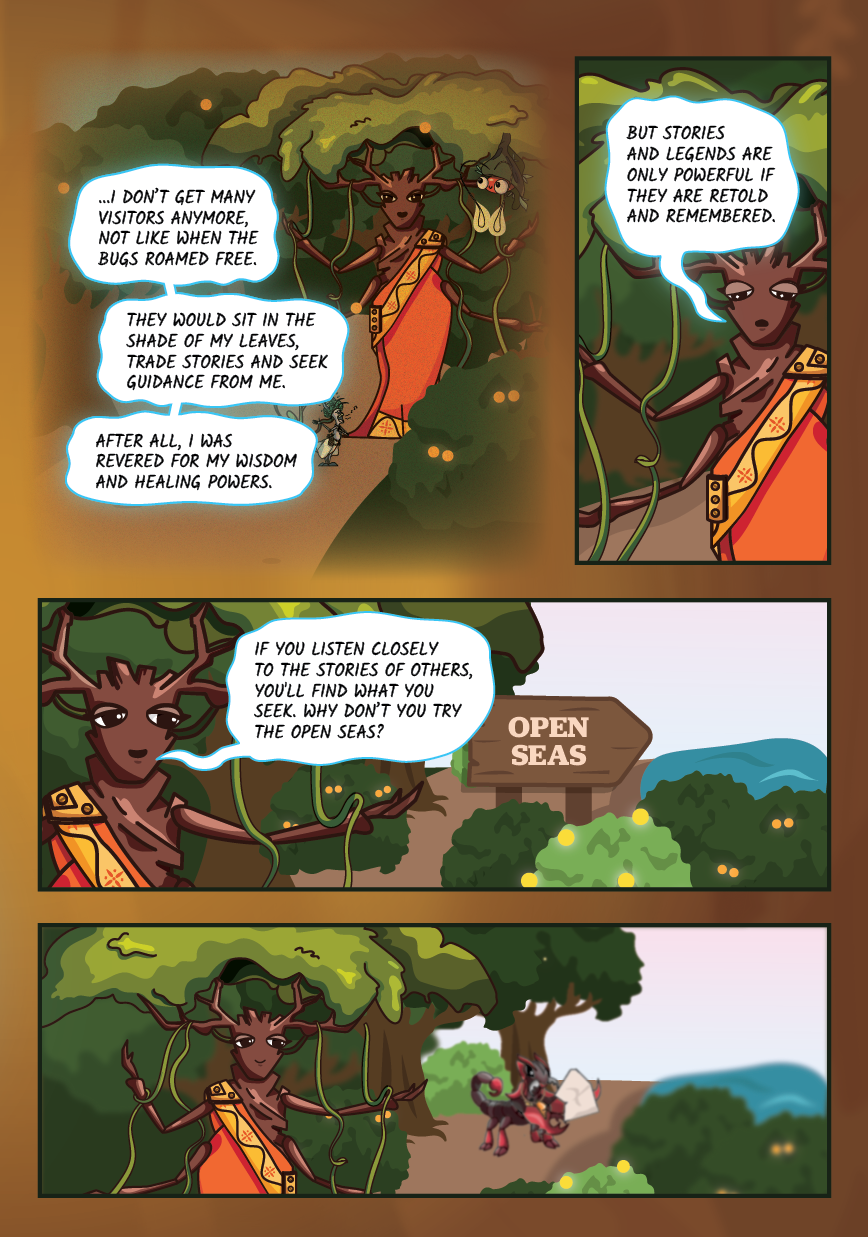 ...I DON'T GET MANY
VISITORS ANYMORE,
NOT LIKE WHEN THE
BUGS ROAMED FREE.
THEY WOULD SIT IN THE
SHADE OF MY LEAVES,
TRADE STORIES AND SEEK
GUIDANCE FROM ME.
AFTER ALL, I WAS
REVERED FOR MY WISDOM
AND HEALING POWERS.
BUT STORIES
AND LEGENDS ARE
ONLY POWERFUL IF
THEY ARE RETOLD
AND REMEMBERED.
IF YOU LISTEN CLOSELY
TO THE STORIES OF OTHERS,
YOU'LL FIND WHAT YOU
SEEK. WHY DON'T YOU TRY
THE OPEN SEAS?
OPEN
SEAS